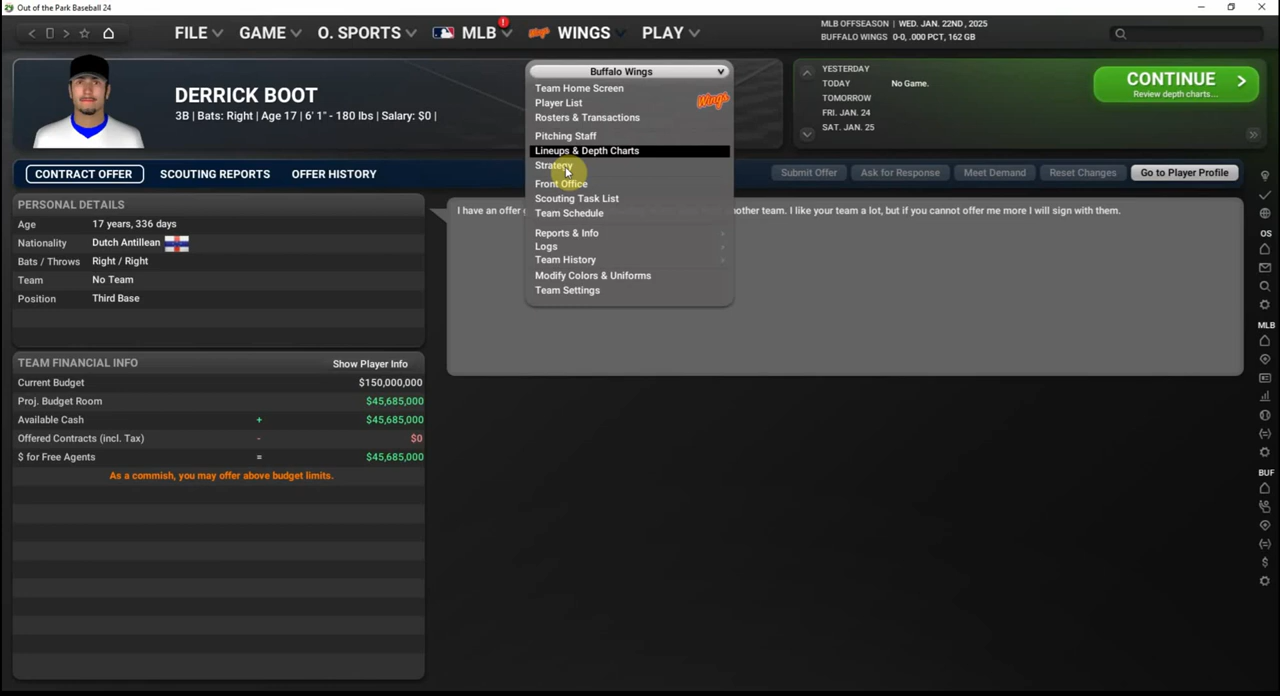 Out of the Park Baseball 24
FILE
GAME
O. SPORTS
MLB
!
WINGS
PLAY
MLB OFFSEASON | WED. JAN. 22ND, 2025
BUFFALO WINGS 0-0, .000 PCT, 162 GB
DERRICK BOOT
3B | Bats: Right | Age 17 | 6' 1" - 180 lbs | Salary: $0 |
Buffalo Wings
Team Home Screen
Player List
Rosters & Transactions
Pitching Staff
Lineups & Depth Charts
Strategy
Front Office
Scouting Task List
Team Schedule
Reports & Info
Logs
Team History
Modify Colors & Uniforms
Team Settings
Wings
YESTERDAY
TODAY No Game.
TOMORROW
FRI. JAN. 24
SAT. JAN. 25
CONTINUE
Review depth charts...
CONTRACT OFFER
SCOUTING REPORTS
OFFER HISTORY
Submit Offer
Ask for Response
Meet Demand
Reset Changes
Go to Player Profile
PERSONAL DETAILS
Age 17 years, 336 days
Nationality Dutch Antillean
Bats / Throws Right / Right
Team No Team
Position Third Base
I have an offer nother team. I like your team a lot, but if you cannot offer me more I will sign with them.
TEAM FINANCIAL INFO Show Player Info
Current Budget $150,000,000
Proj. Budget Room $45,685,000
Available Cash + $45,685,000
Offered Contracts (incl. Tax) - $0
$ for Free Agents = $45,685,000
As a commish, you may offer above budget limits.
OS
MLB
BUF